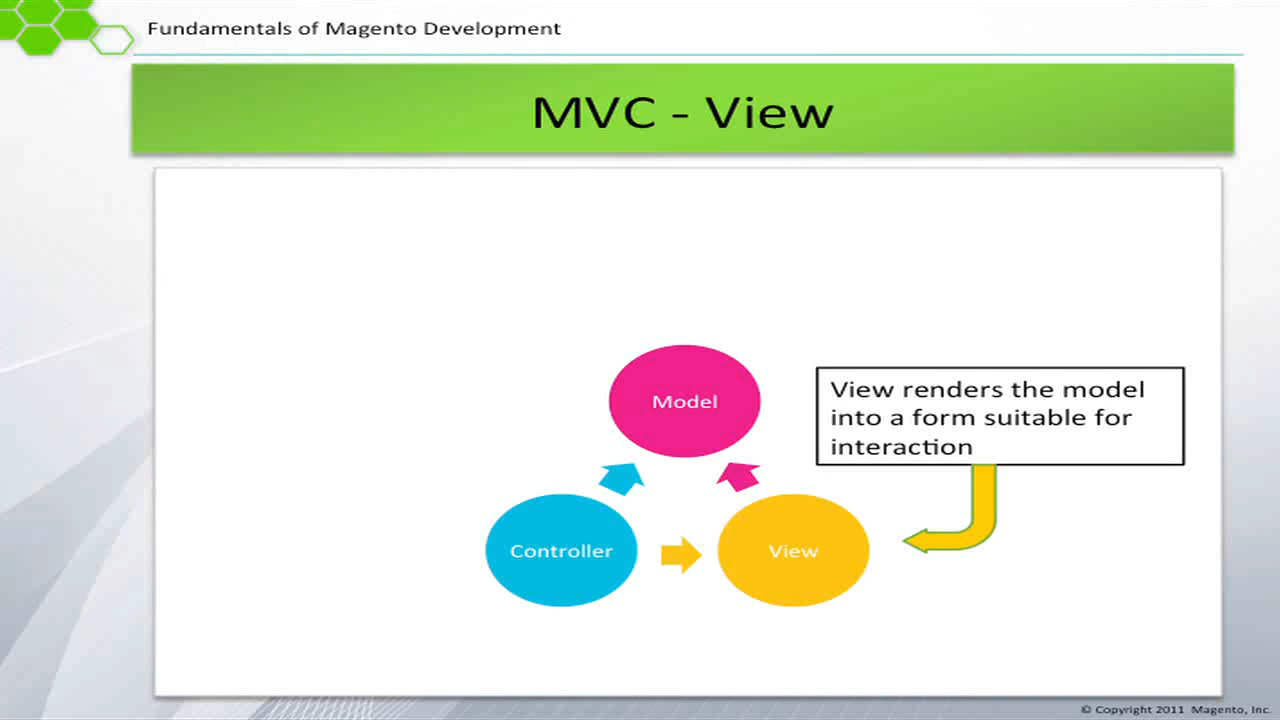 Fundamentals of Magento Development
MVC - View
Model
View renders the model
into a form suitable for
interaction
Controller
View
© Copyright 2011 Magento, Inc.